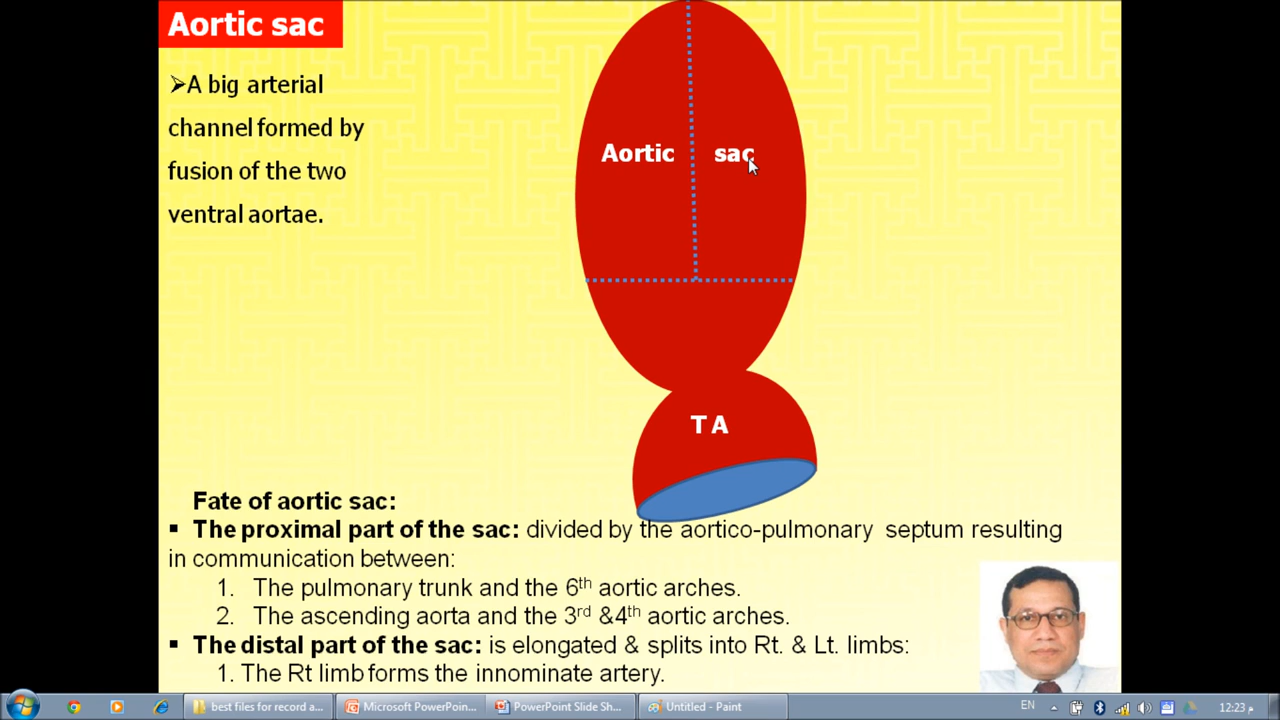 Aortic sac
➢A big arterial
channel formed by
fusion of the two
ventral aortae.
Aortic sac
T A
Fate of aortic sac:
▪ The proximal part of the sac: divided by the aortico-pulmonary septum resulting
in communication between:
1. The pulmonary trunk and the 6th aortic arches.
2. The ascending aorta and the 3rd &4th aortic arches.
▪ The distal part of the sac: is elongated & splits into Rt. & Lt. limbs:
1. The Rt limb forms the innominate artery.
best files for record a...
Microsoft PowerPoin...
PowerPoint Slide Sh...
Untitled - Paint
EN
12:23 م